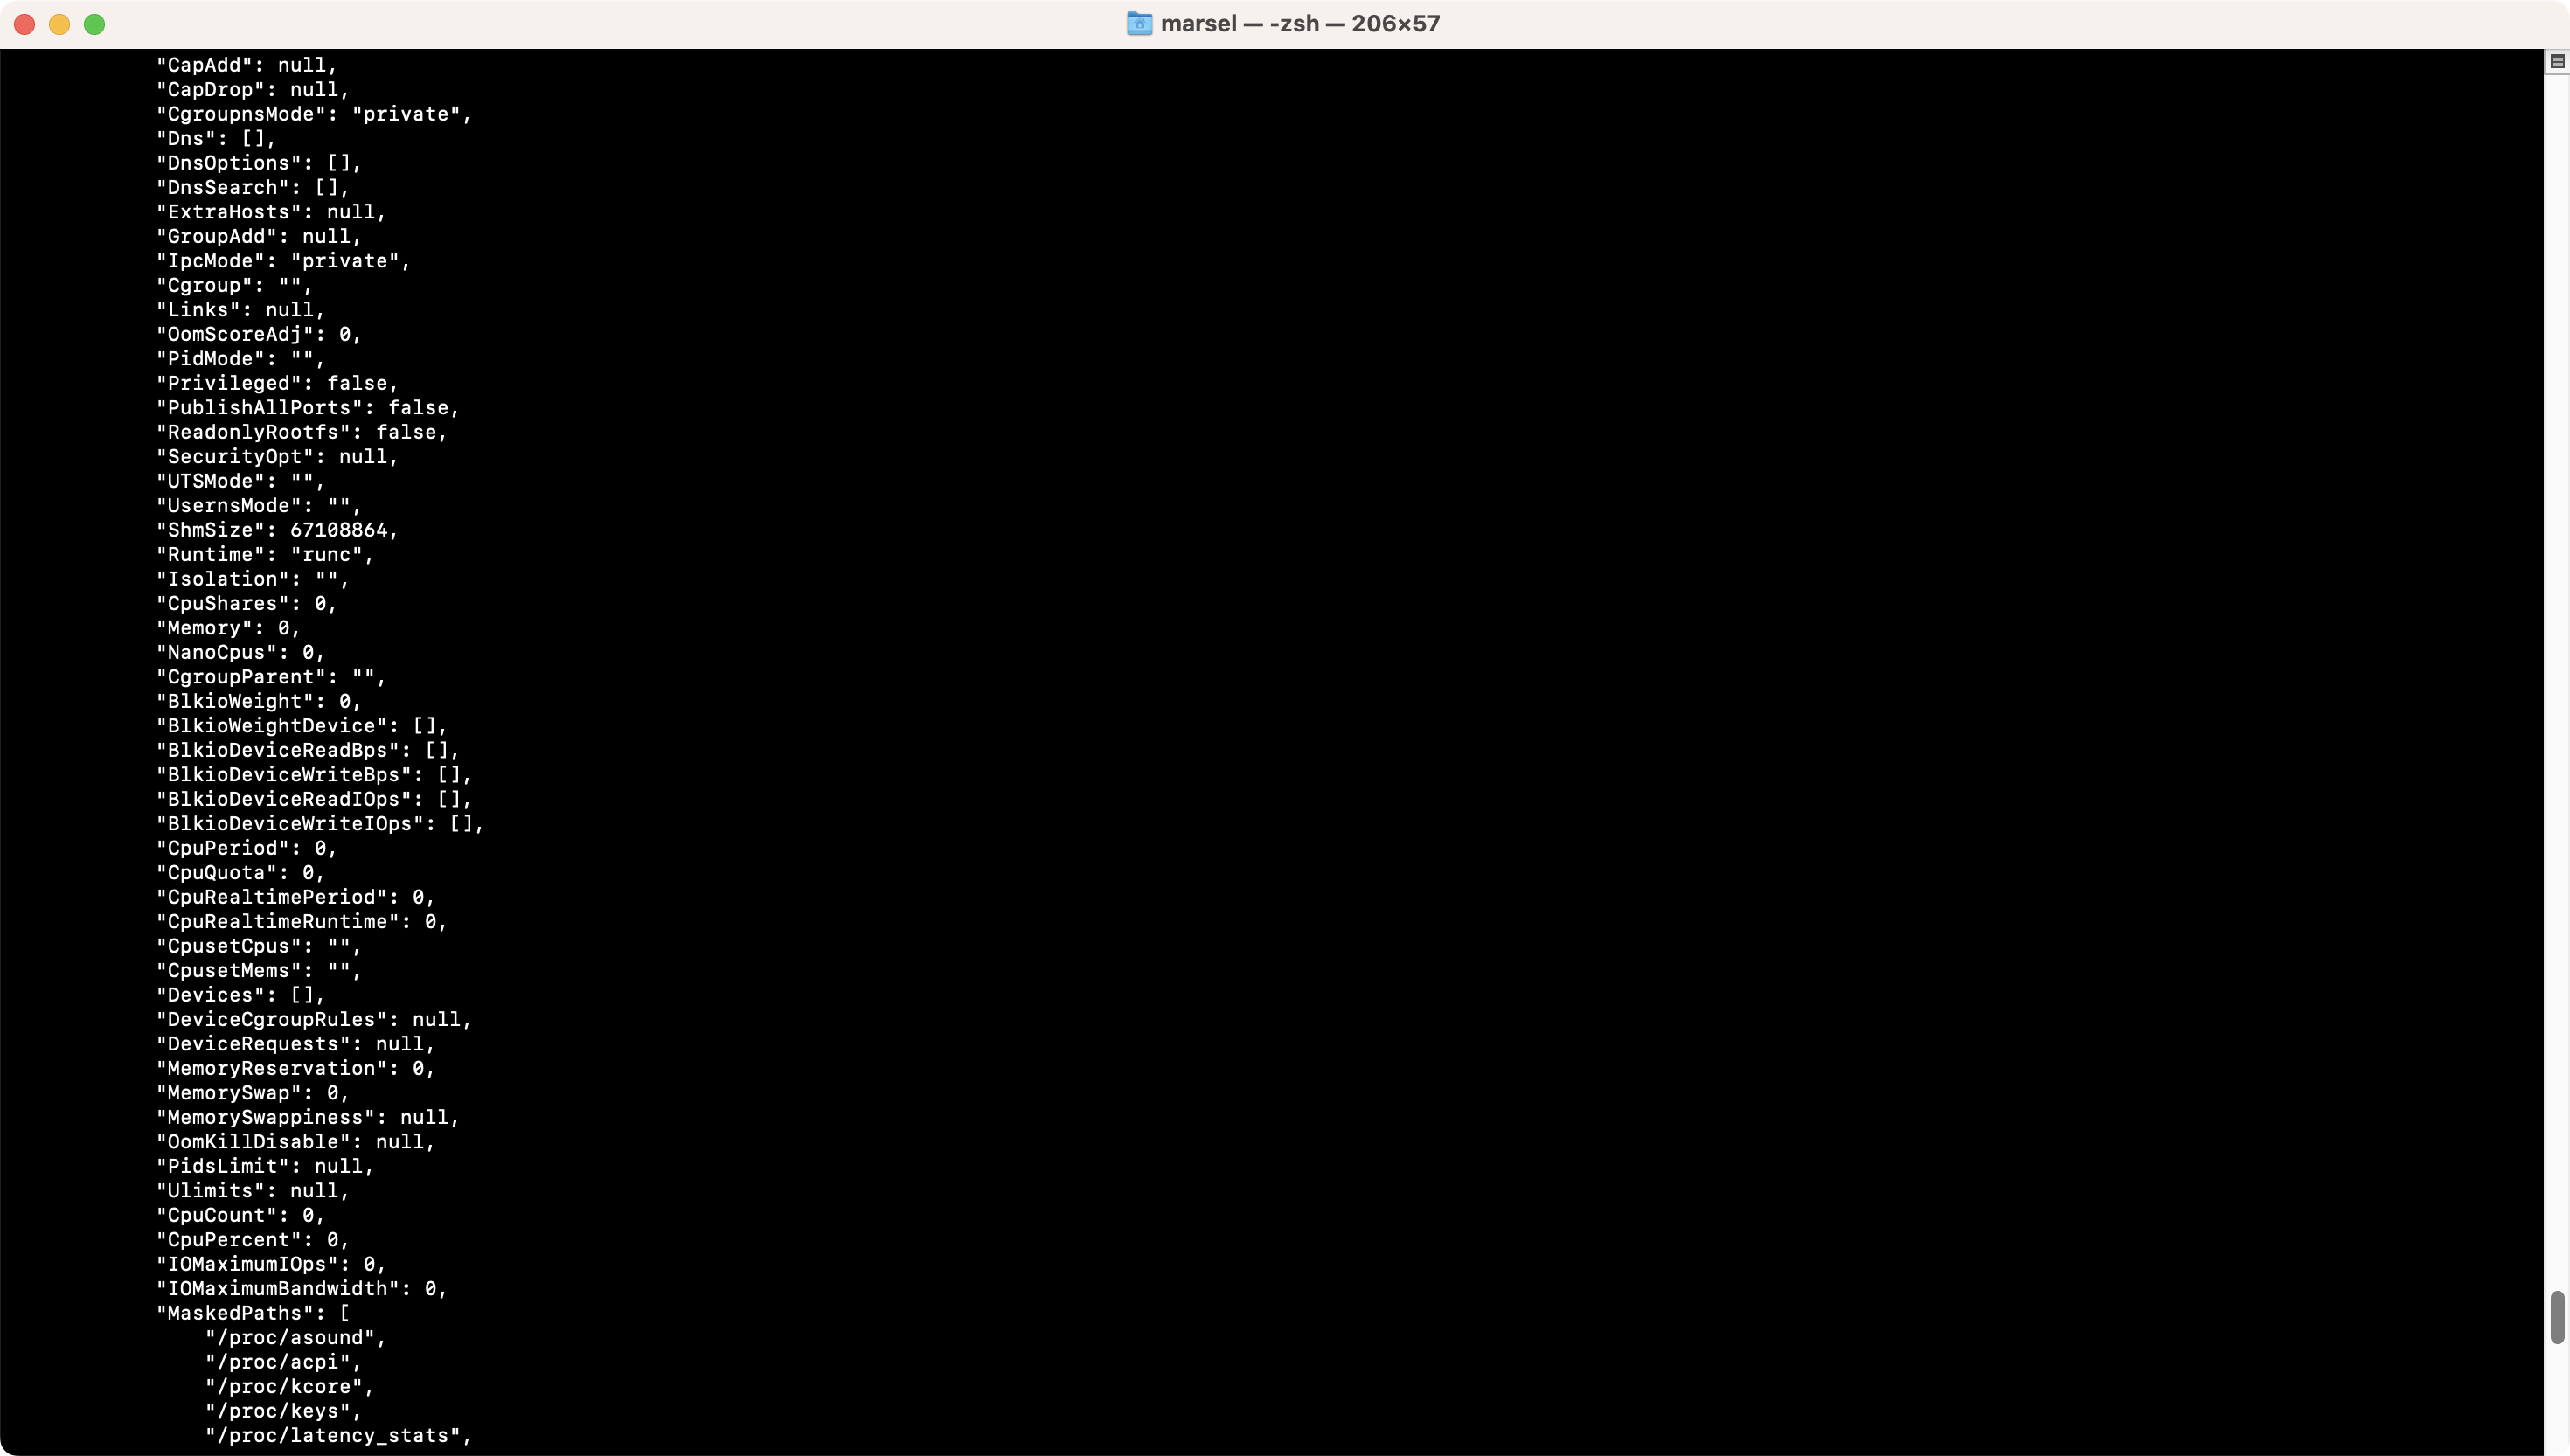 marsel — -zsh — 206×57
"CapAdd": null,
"CapDrop": null,
"CgroupnsMode": "private",
"Dns": [],
"DnsOptions": [],
"DnsSearch": [],
"ExtraHosts": null,
"GroupAdd": null,
"IpcMode": "private",
"Cgroup": "",
"Links": null,
"OomScoreAdj": 0,
"PidMode": "",
"Privileged": false,
"PublishAllPorts": false,
"ReadonlyRootfs": false,
"SecurityOpt": null,
"UTSMode": "",
"UsernsMode": "",
"ShmSize": 67108864,
"Runtime": "runc",
"Isolation": "",
"CpuShares": 0,
"Memory": 0,
"NanoCpus": 0,
"CgroupParent": "",
"BlkioWeight": 0,
"BlkioWeightDevice": [],
"BlkioDeviceReadBps": [],
"BlkioDeviceWriteBps": [],
"BlkioDeviceReadIOps": [],
"BlkioDeviceWriteIOps": [],
"CpuPeriod": 0,
"CpuQuota": 0,
"CpuRealtimePeriod": 0,
"CpuRealtimeRuntime": 0,
"CpusetCpus": "",
"CpusetMems": "",
"Devices": [],
"DeviceCgroupRules": null,
"DeviceRequests": null,
"MemoryReservation": 0,
"MemorySwap": 0,
"MemorySwappiness": null,
"OomKillDisable": null,
"PidsLimit": null,
"Ulimits": null,
"CpuCount": 0,
"CpuPercent": 0,
"IOMaximumIOps": 0,
"IOMaximumBandwidth": 0,
"MaskedPaths": [
"/proc/asound",
"/proc/acpi",
"/proc/kcore",
"/proc/keys",
"/proc/latency_stats",